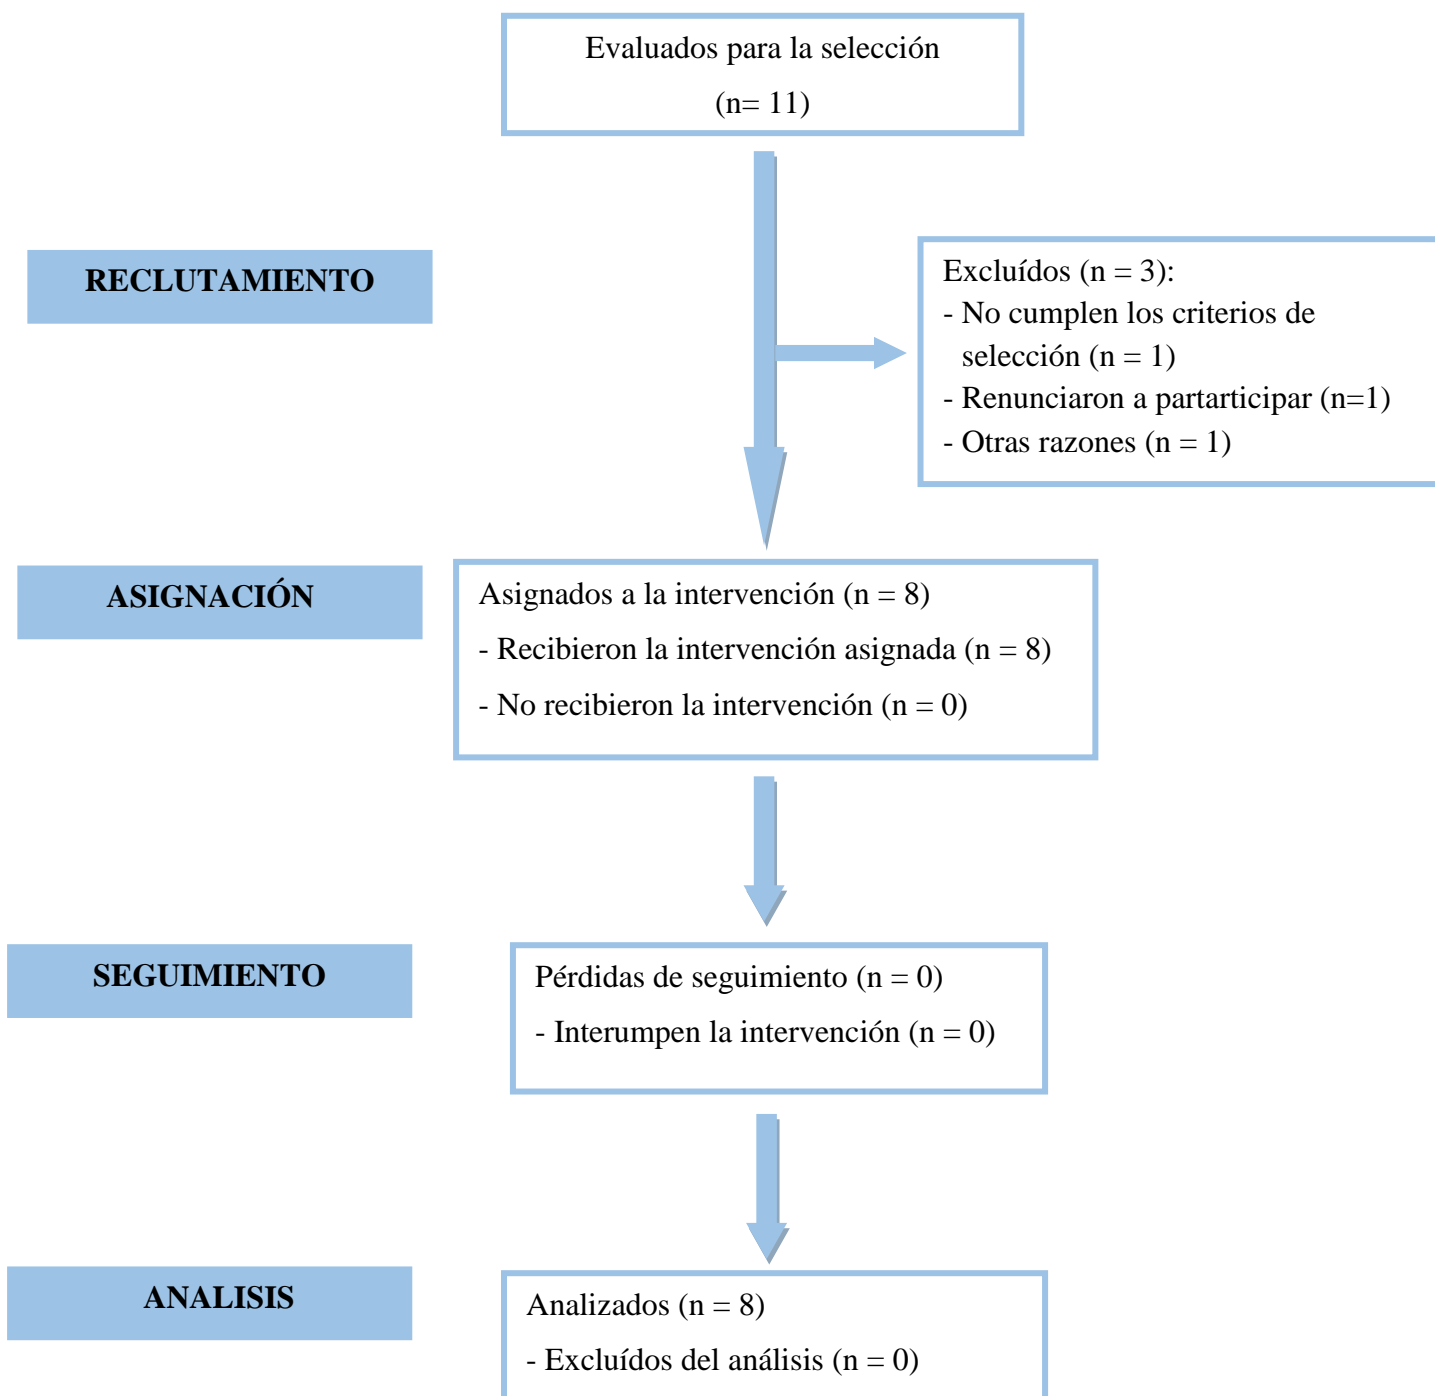 Evaluados para la selección
(n= 11)
RECLUTAMIENTO
Excluídos (n = 3):
- No cumplen los criterios de
selección (n = 1)
- Renunciaron a partarticipar (n=1)
- Otras razones (n = 1)
ASIGNACIÓN
Asignados a la intervención (n = 8)
- Recibieron la intervención asignada (n = 8)
- No recibieron la intervención (n = 0)
SEGUIMIENTO
Pérdidas de seguimiento (n = 0)
- Interumpen la intervención (n = 0)
ANALISIS
Analizados (n = 8)
- Excluídos del análisis (n = 0)